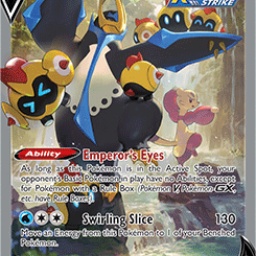 STRIKE
Ability Emperor's Eyes
As long as this Pokémon is in the Active Spot, your
opponent's Basic Pokémon in play have no Abilities, except
for Pokémon with a Rule Box (Pokémon V, Pokémon-GX,
etc. have Rule Boxes).
Swirling Slice 130
Move an Energy from this Pokémon to 1 of your Benched
Pokémon.